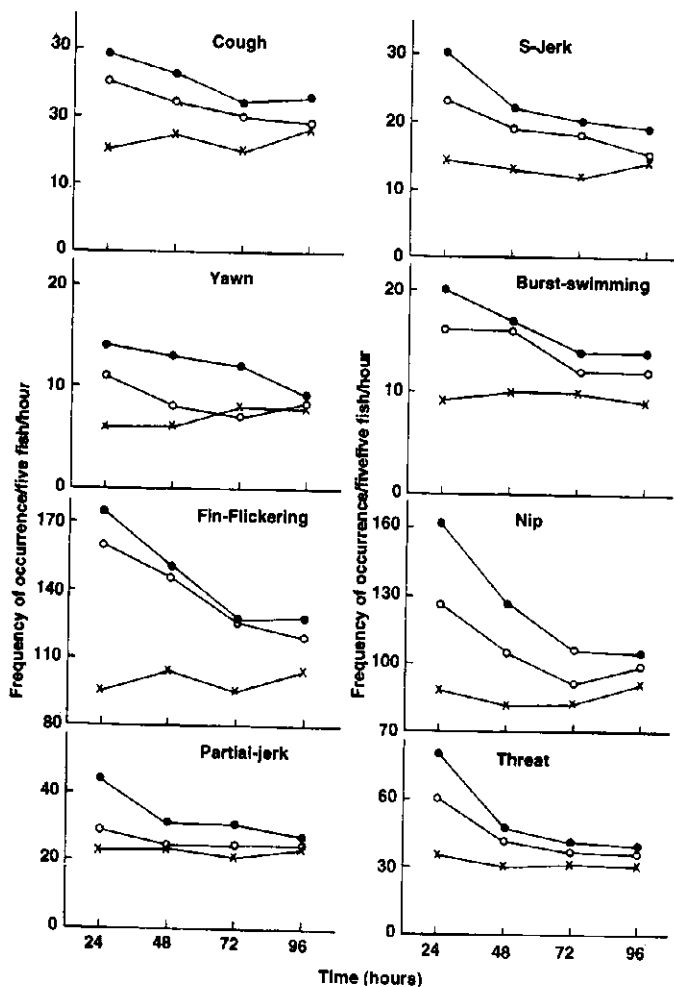 Cough
30
30
10
0
S-Jerk
30
20
10
0
Yawn
20
10
0
Burst-swimming
20
10
0
Frequency of occurrence/five fish/hour
Frequency of occurrence/fivefive fish/hour
Fin-Flickering
170
140
110
80
Nip
160
130
100
70
Partial-jerk
40
20
0
Threat
60
30
0
24 48 72 96
24 48 72 96
Time (hours)